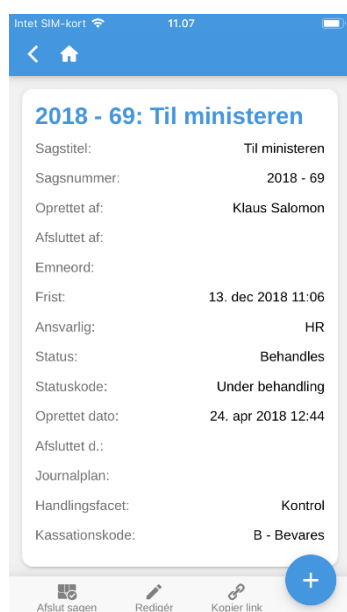 Intet SIM-kort 11.07
2018 - 69: Til ministeren
Sagstitel: Til ministeren
Sagsnummer: 2018 - 69
Oprettet af: Klaus Salomon
Afsluttet af:
Emneord:
Frist: 13. dec 2018 11:06
Ansvarlig: HR
Status: Behandles
Statuskode: Under behandling
Oprettet dato: 24. apr 2018 12:44
Afsluttet d.:
Journalplan:
Handlingsfacet: Kontrol
Kassationskode: B - Bevares
Afslut sagen Redigér Kopier link